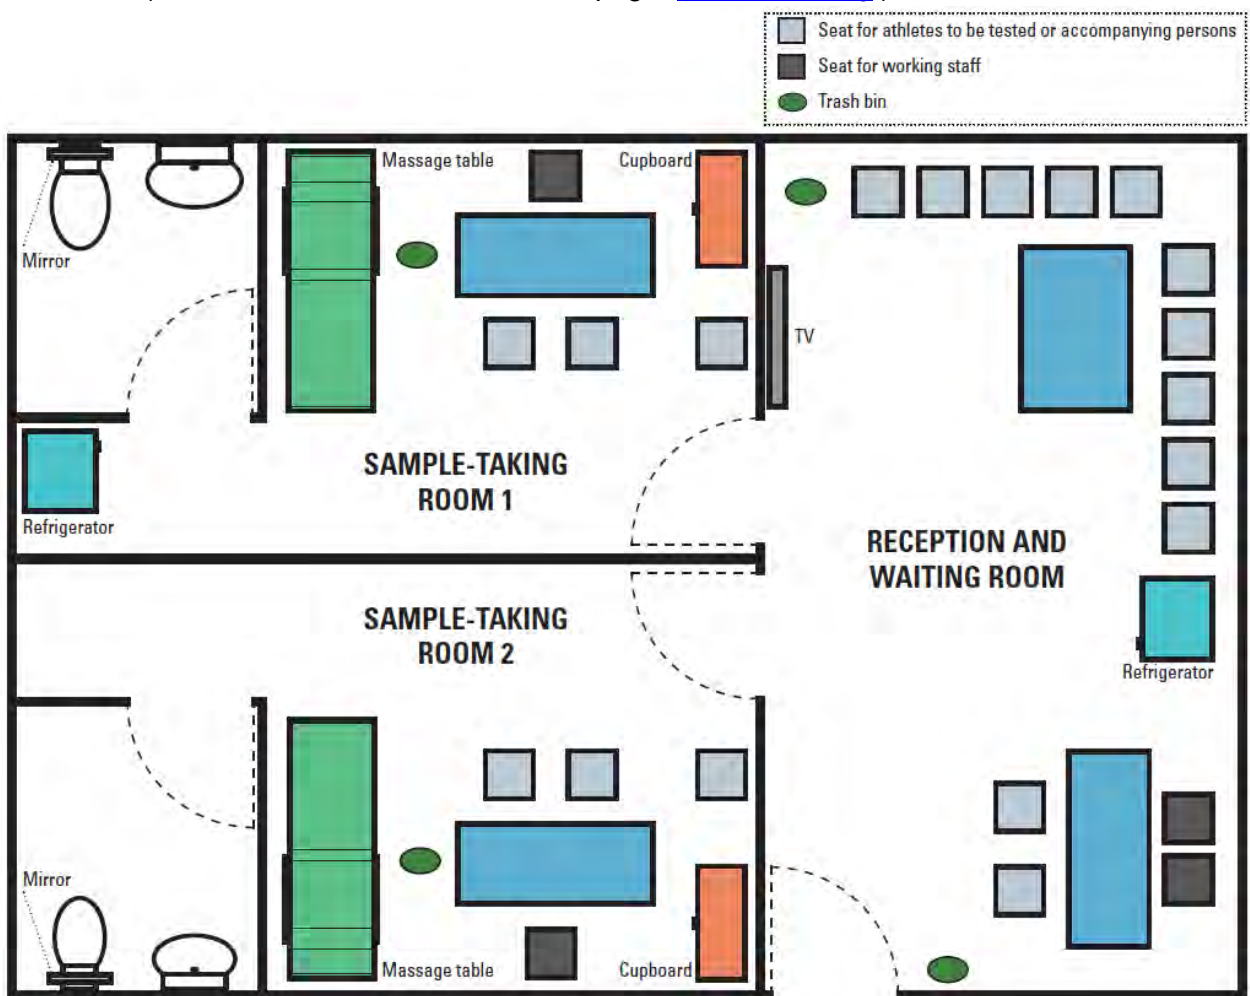 Seat for athletes to be tested or accompanying persons
Seat for working staff
Trash bin
Massage table
Cupboard
Mirror
TV
SAMPLE-TAKING
ROOM 1
Refrigerator
RECEPTION AND
WAITING ROOM
SAMPLE-TAKING
ROOM 2
Refrigerator
Mirror
Massage table
Cupboard